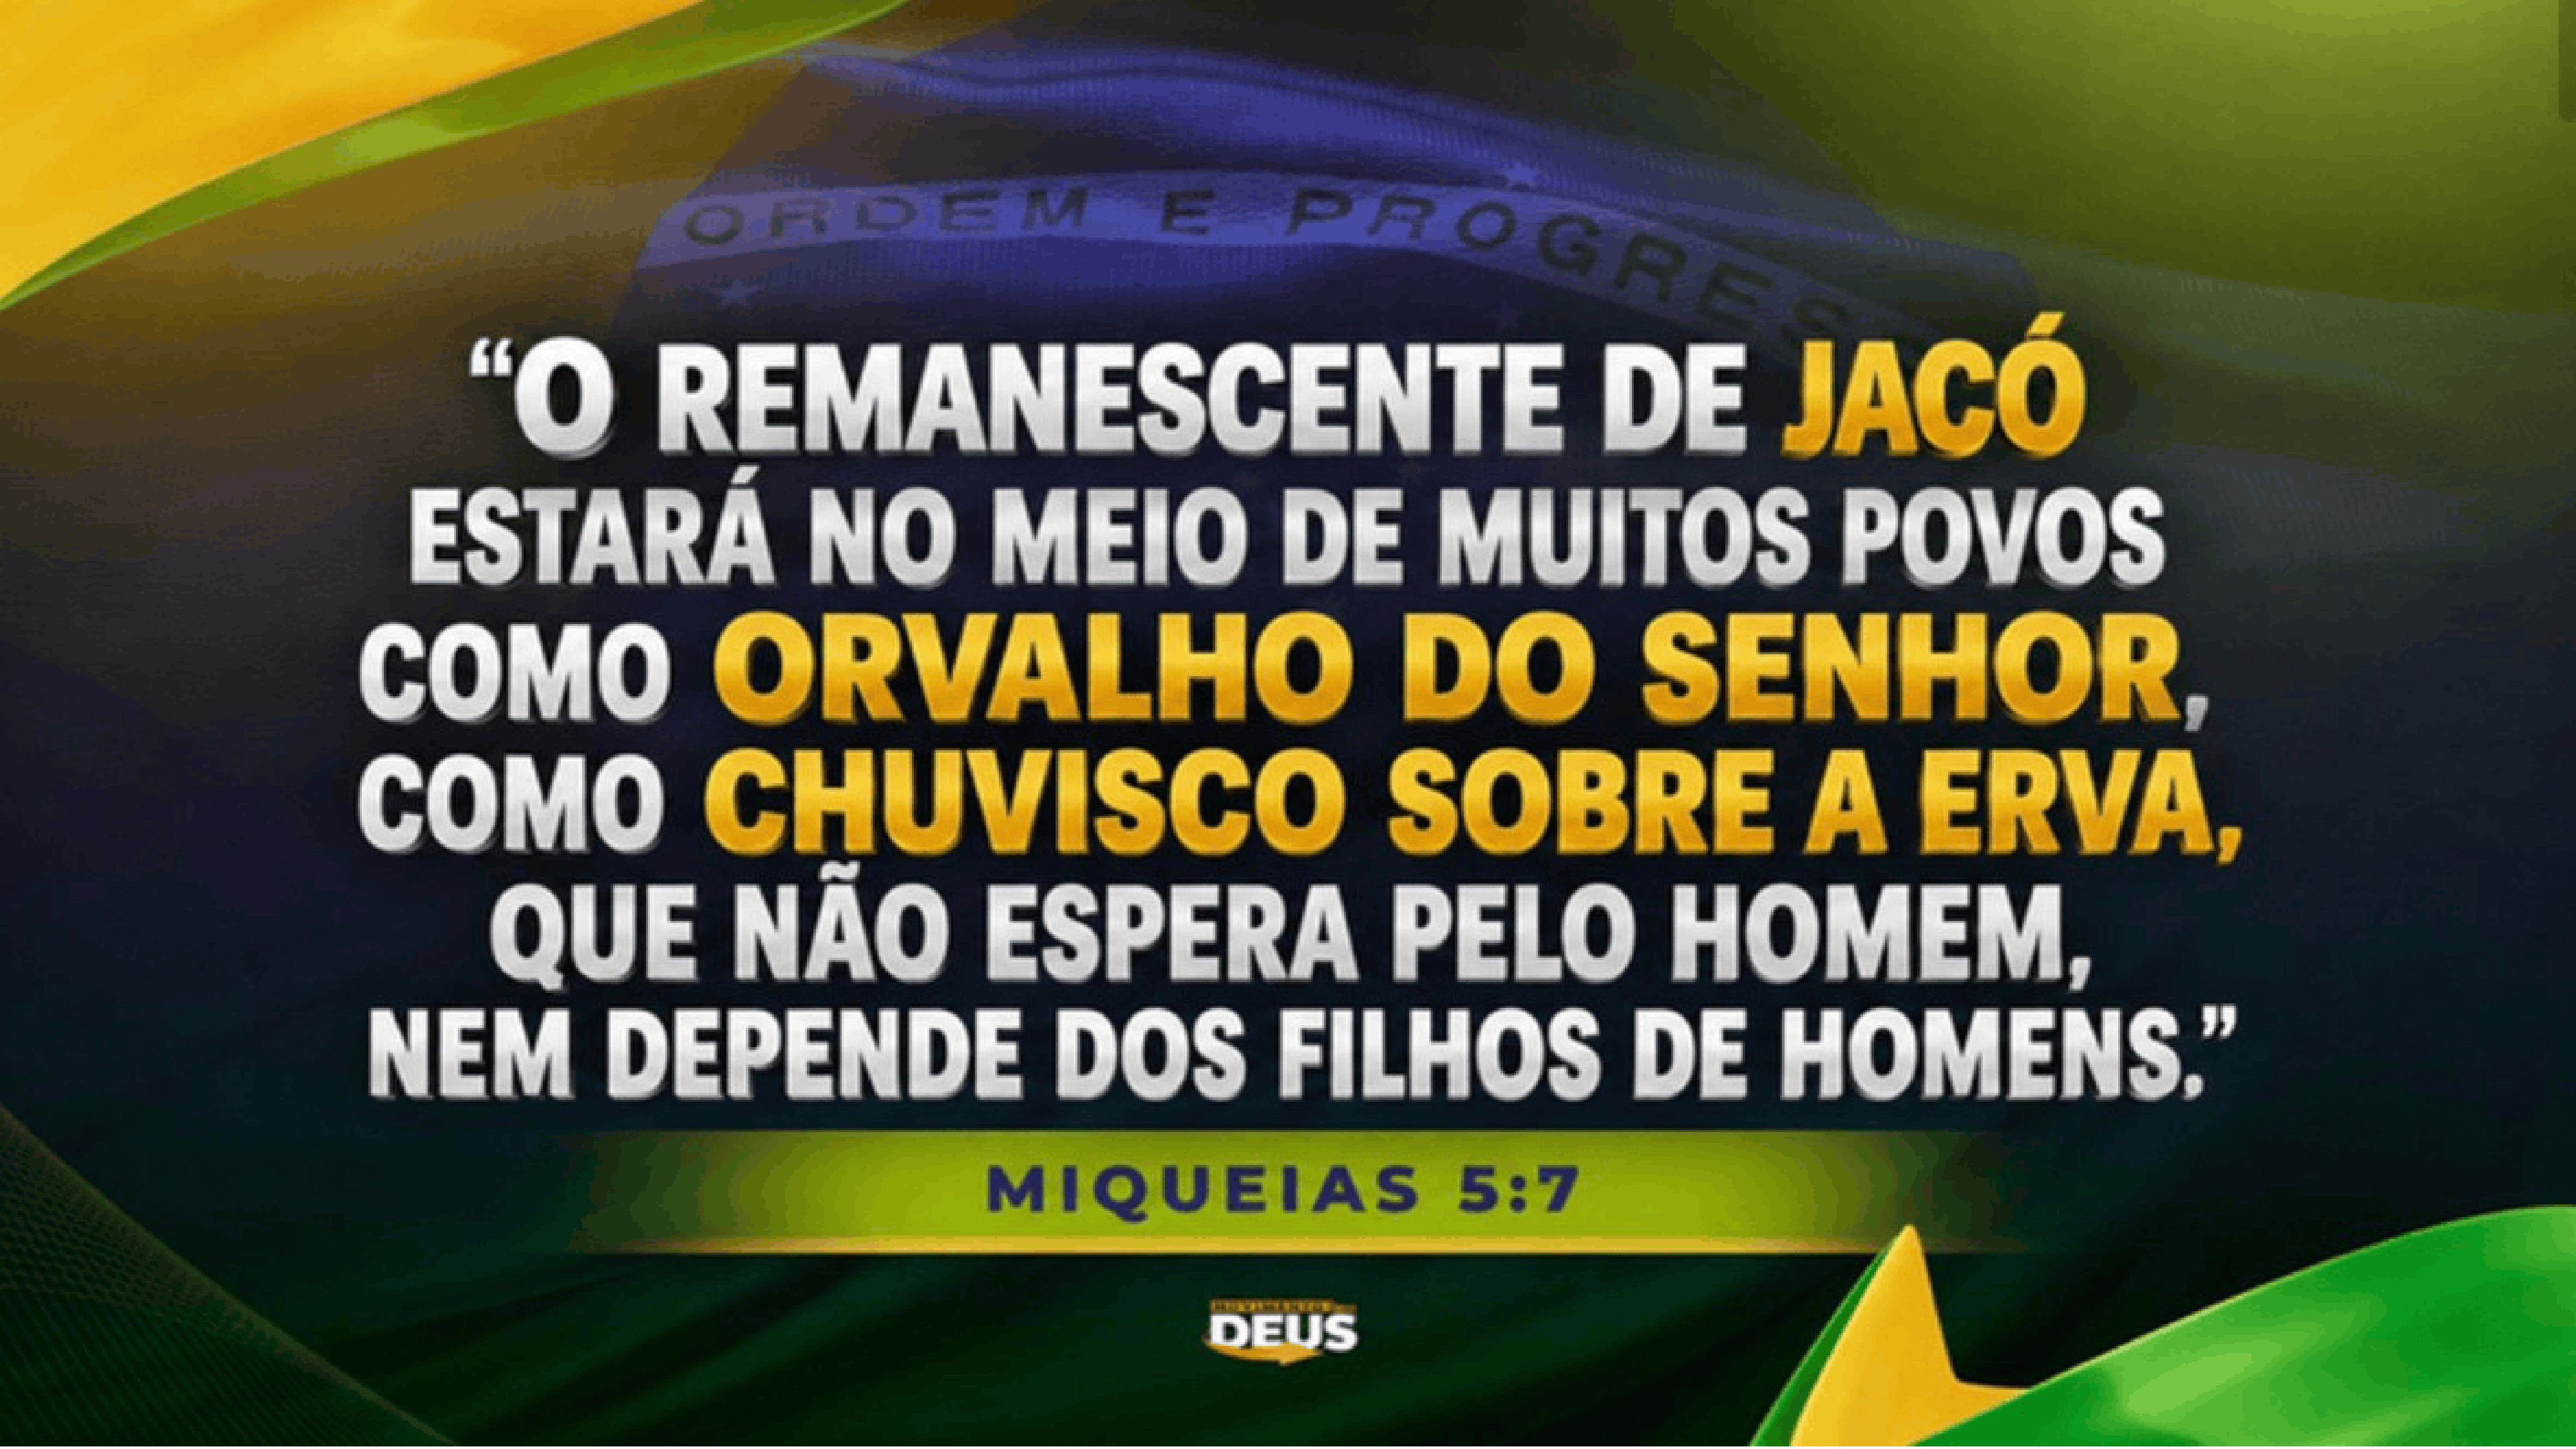 ORDEM E PROGRES
“O REMANESCENTE DE JACÓ
ESTARÁ NO MEIO DE MUITOS POVOS
COMO ORVALHO DO SENHOR,
COMO CHUVISCO SOBRE A ERVA,
QUE NÃO ESPERA PELO HOMEM,
NEM DEPENDE DOS FILHOS DE HOMENS.”
MIQUEIAS 5:7
MOVIMENTO
DEUS